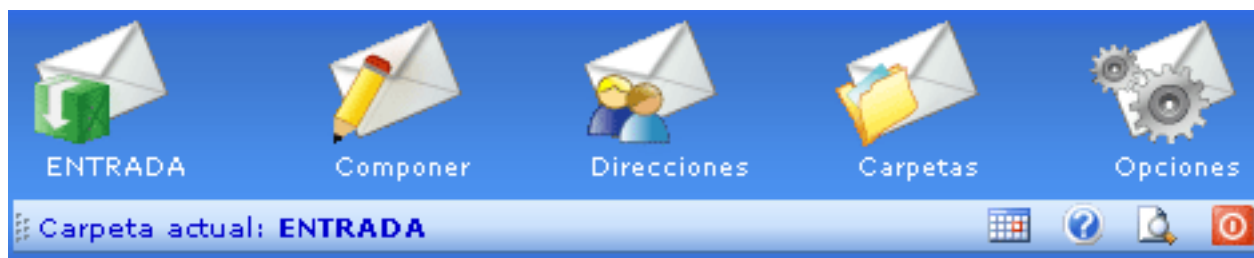 ENTRADA Componer Direcciones Carpetas Opciones
Carpeta actual: ENTRADA